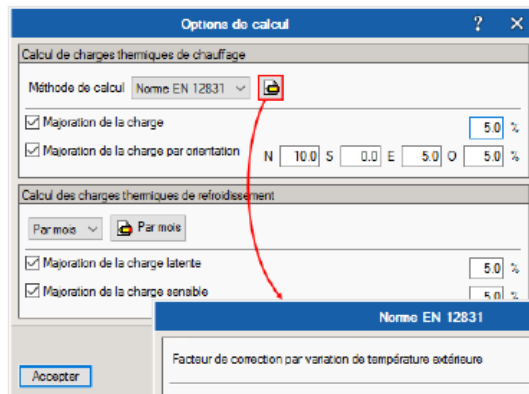 Options de calcul ? ×
Calcul de charges thermiques de chauffage
Méthode de calcul Norme EN 12831
Majoration de la charge 5.0 %
Majoration de la charge par orientation N 10.0 S 0.0 E 5.0 O 5.0 %
Calcul des charges thermiques de refroidissement
Par mois Par mois
Majoration de la charge latente 5.0 %
Majoration de la charge sensible 5.0 %
Norme EN 12831
Facteur de correction par variation de température extérieure
Accepter